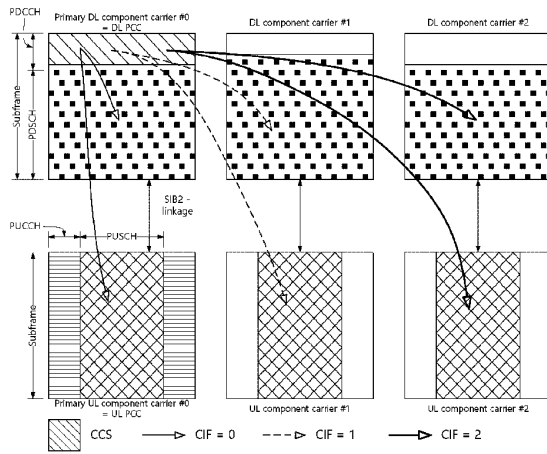 Primary DL component carrier #0
= DL PCC
DL component carrier #1
DL component carrier #2
PDCCH
Subframe
PDSCH
SIB2 -
linkage
PUCCH
PUSCH
Subframe
Primary UL component carrier #0
= UL PCC
UL component carrier #1
UL component carrier #2
CCS
CIF = 0
CIF = 1
CIF = 2